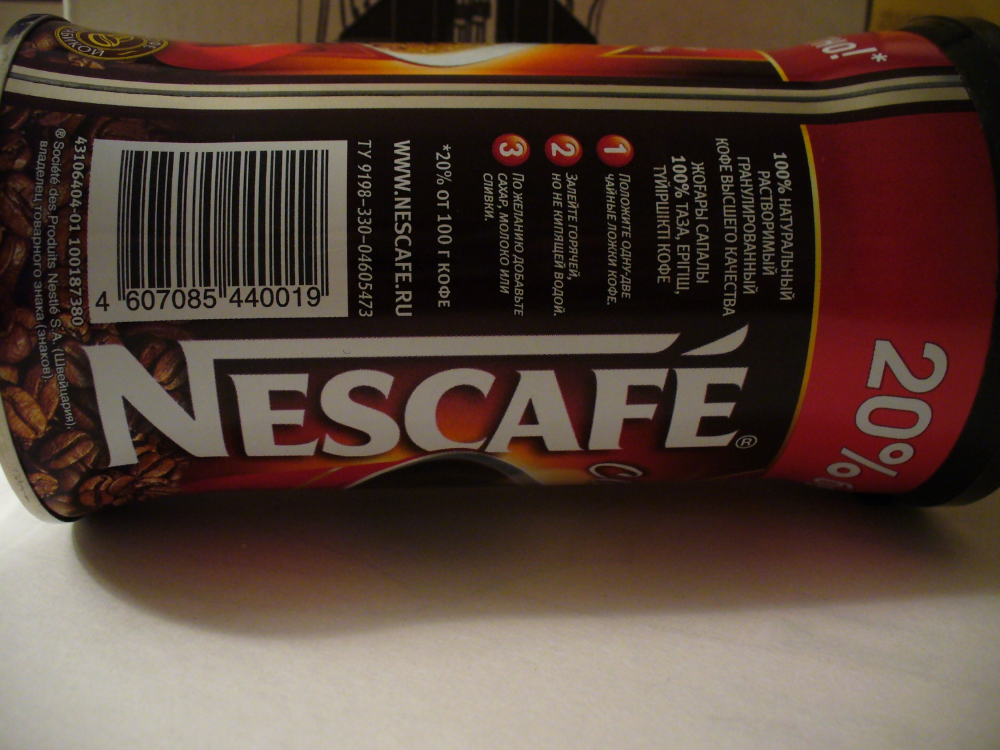 НО!*
20%
100% НАТУРАЛЬНЫЙ
РАСТВОРИМЫЙ
ГРАНУЛИРОВАННЫЙ
КОФЕ ВЫСШЕГО КАЧЕСТВА
ЖОҒАРЫ САПАЛЫ
100% ТАЗА, ЕРІГІШ,
ТҮЙІРШІКТІ КОФЕ
1 ПОЛОЖИТЕ ОДНУ-ДВЕ
ЧАЙНЫЕ ЛОЖКИ КОФЕ.
2 ЗАЛЕЙТЕ ГОРЯЧЕЙ,
НО НЕ КИПЯЩЕЙ ВОДОЙ.
3 ПО ЖЕЛАНИЮ ДОБАВЬТЕ
САХАР, МОЛОКО ИЛИ
СЛИВКИ.
*20% ОТ 100 Г КОФЕ
WWW.NESCAFE.RU
ТУ 9198-330-04605473
4 607085 440019
43106404-01 100187380
® Société des Produits Nestlé S.A. (Швейцария),
владелец товарного знака (знаков).
NESCAFÉ®